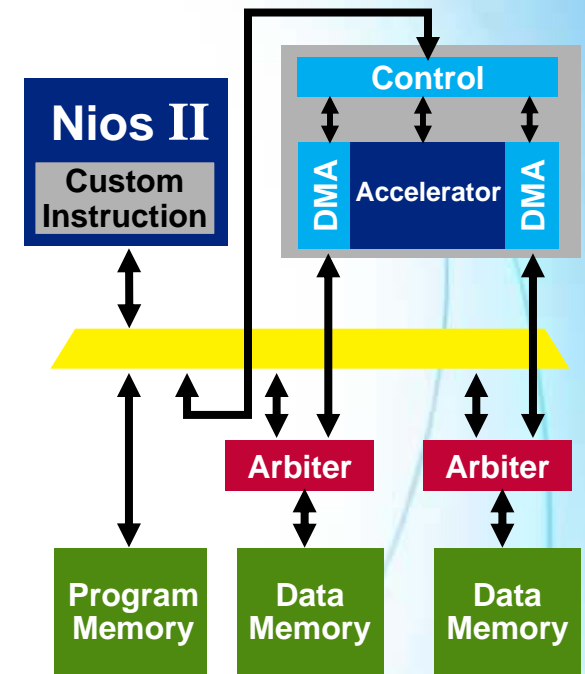 Control
Nios II
Custom
Instruction
DMA
Accelerator
DMA
Arbiter
Arbiter
Program
Memory
Data
Memory
Data
Memory